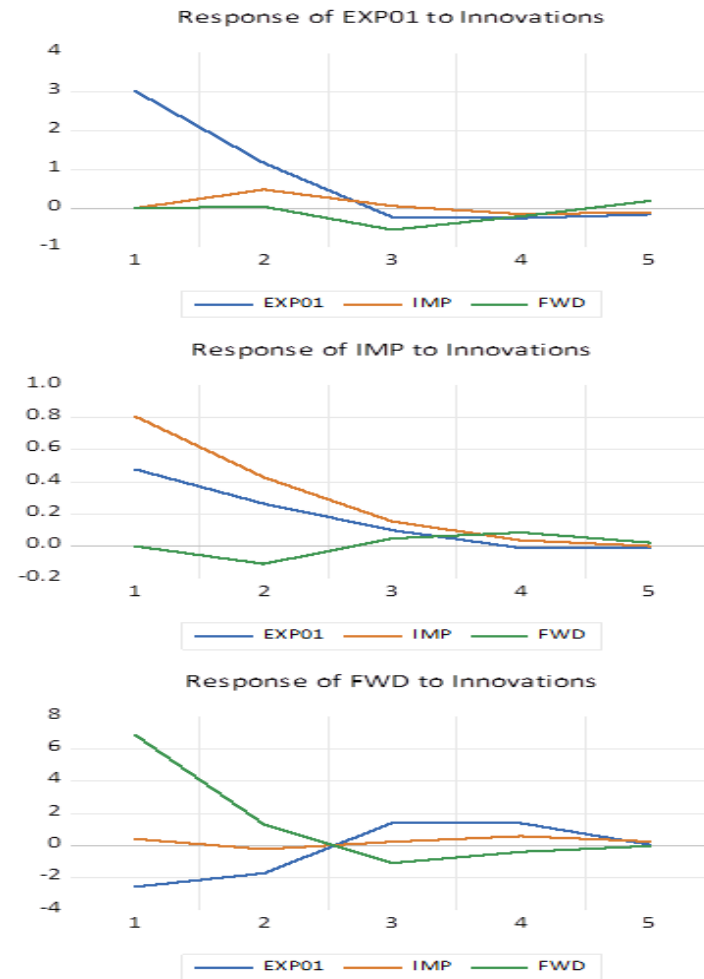 Response of EXP01 to Innovations
4
3
2
1
0
-1
1 2 3 4 5
EXP01 IMP FWD
Response of IMP to Innovations
1.0
0.8
0.6
0.4
0.2
0.0
-0.2
1 2 3 4 5
EXP01 IMP FWD
Response of FWD to Innovations
8
6
4
2
0
-2
-4
1 2 3 4 5
EXP01 IMP FWD